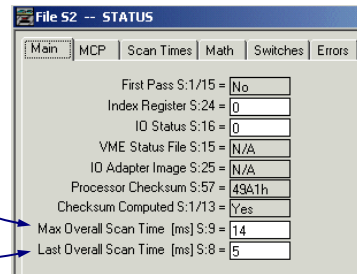 File S2 -- STATUS
Main MCP Scan Times Math Switches Errors
First Pass S:1/15 = No
Index Register S:24 = 0
IO Status S:16 = 0
VME Status File S:15 = N/A
IO Adapter Image S:25 = N/A
Processor Checksum S:57 = 49A1h
Checksum Computed S:1/13 = Yes
Max Overall Scan Time [ms] S:9 = 14
Last Overall Scan Time [ms] S:8 = 5